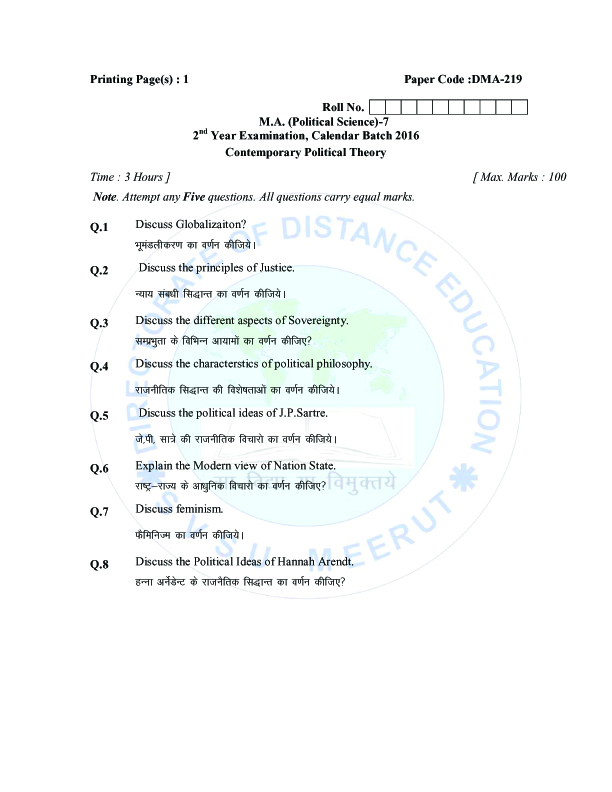 Printing Page(s) : 1 Paper Code :DMA-219
Roll No.
M.A. (Political Science)-7
2nd Year Examination, Calendar Batch 2016
Contemporary Political Theory
Time : 3 Hours ] [ Max. Marks : 100
Note. Attempt any Five questions. All questions carry equal marks.
Q.1 Discuss Globalizaiton?
भूमंडलीकरण का वर्णन कीजिये।
Q.2 Discuss the principles of Justice.
न्याय संबधी सिद्धान्त का वर्णन कीजिये।
Q.3 Discuss the different aspects of Sovereignty.
सम्प्रभुता के विभिन्न आयामों का वर्णन कीजिए?
Q.4 Discuss the characterstics of political philosophy.
राजनीतिक सिद्धान्त की विशेषताओं का वर्णन कीजिये।
Q.5 Discuss the political ideas of J.P.Sartre.
जे.पी. सात्रे की राजनीतिक विचारो का वर्णन कीजिये।
Q.6 Explain the Modern view of Nation State.
राष्ट्र–राज्य के आधुनिक विचारो का वर्णन कीजिए?
Q.7 Discuss feminism.
फैमिनिज्म का वर्णन कीजिये।
Q.8 Discuss the Political Ideas of Hannah Arendt.
हन्ना अर्नेडेन्ट के राजनैतिक सिद्धान्त का वर्णन कीजिए?
DIRECTORATE OF DISTANCE EDUCATION
S.V.S.U. MEERUT
विद्या या विमुक्तये